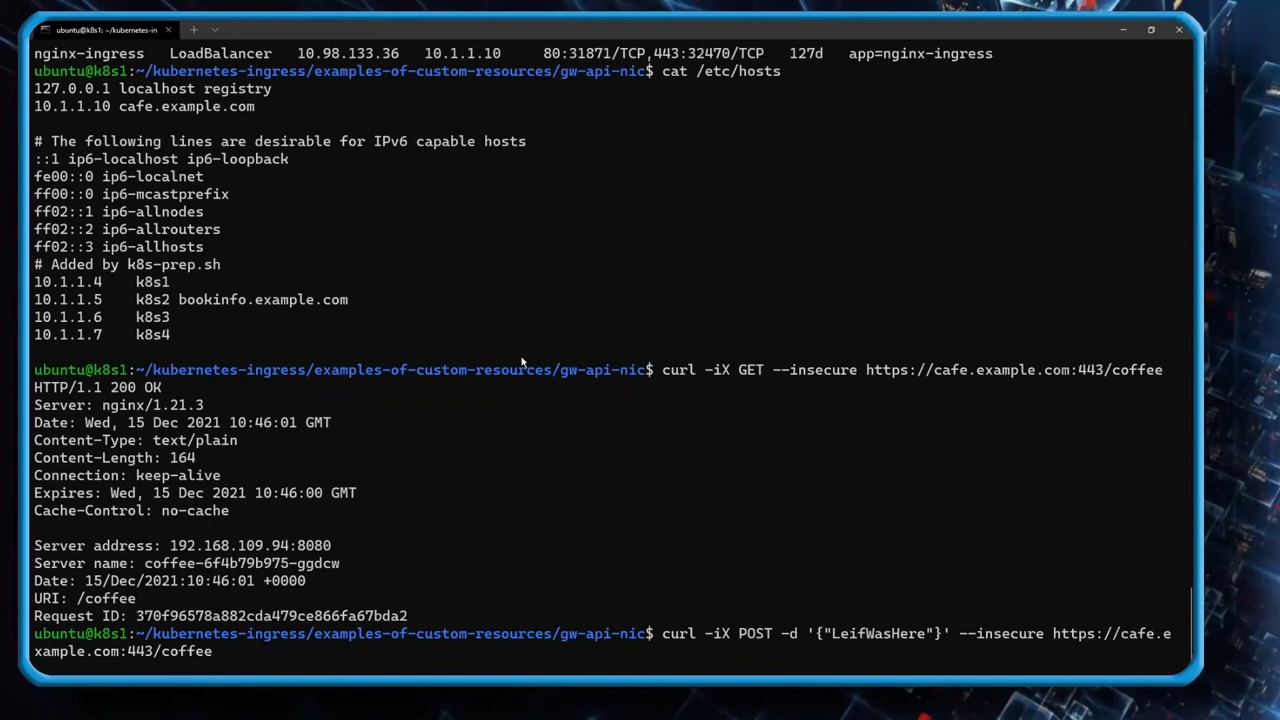 ubuntu@k8s1: ~/kubernetes-in
nginx-ingress   LoadBalancer   10.98.133.36   10.1.1.10     80:31871/TCP,443:32470/TCP   127d   app=nginx-ingress
ubuntu@k8s1:~/kubernetes-ingress/examples-of-custom-resources/gw-api-nic$ cat /etc/hosts
127.0.0.1 localhost registry
10.1.1.10 cafe.example.com
# The following lines are desirable for IPv6 capable hosts
::1 ip6-localhost ip6-loopback
fe00::0 ip6-localnet
ff00::0 ip6-mcastprefix
ff02::1 ip6-allnodes
ff02::2 ip6-allrouters
ff02::3 ip6-allhosts
# Added by k8s-prep.sh
10.1.1.4    k8s1
10.1.1.5    k8s2 bookinfo.example.com
10.1.1.6    k8s3
10.1.1.7    k8s4
ubuntu@k8s1:~/kubernetes-ingress/examples-of-custom-resources/gw-api-nic$ curl -iX GET --insecure https://cafe.example.com:443/coffee
HTTP/1.1 200 OK
Server: nginx/1.21.3
Date: Wed, 15 Dec 2021 10:46:01 GMT
Content-Type: text/plain
Content-Length: 164
Connection: keep-alive
Expires: Wed, 15 Dec 2021 10:46:00 GMT
Cache-Control: no-cache
Server address: 192.168.109.94:8080
Server name: coffee-6f4b79b975-ggdcw
Date: 15/Dec/2021:10:46:01 +0000
URI: /coffee
Request ID: 370f96578a882cda479ce866fa67bda2
ubuntu@k8s1:~/kubernetes-ingress/examples-of-custom-resources/gw-api-nic$ curl -iX POST -d '{"LeifWasHere"}' --insecure https://cafe.e
xample.com:443/coffee